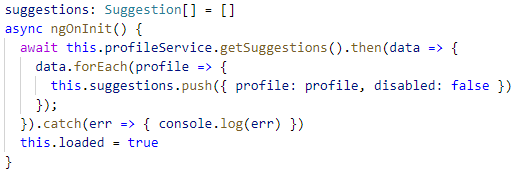 suggestions: Suggestion[] = []
async ngOnInit() {
  await this.profileService.getSuggestions().then(data => {
    data.forEach(profile => {
      this.suggestions.push({ profile: profile, disabled: false })
    });
  }).catch(err => { console.log(err) })
  this.loaded = true
}